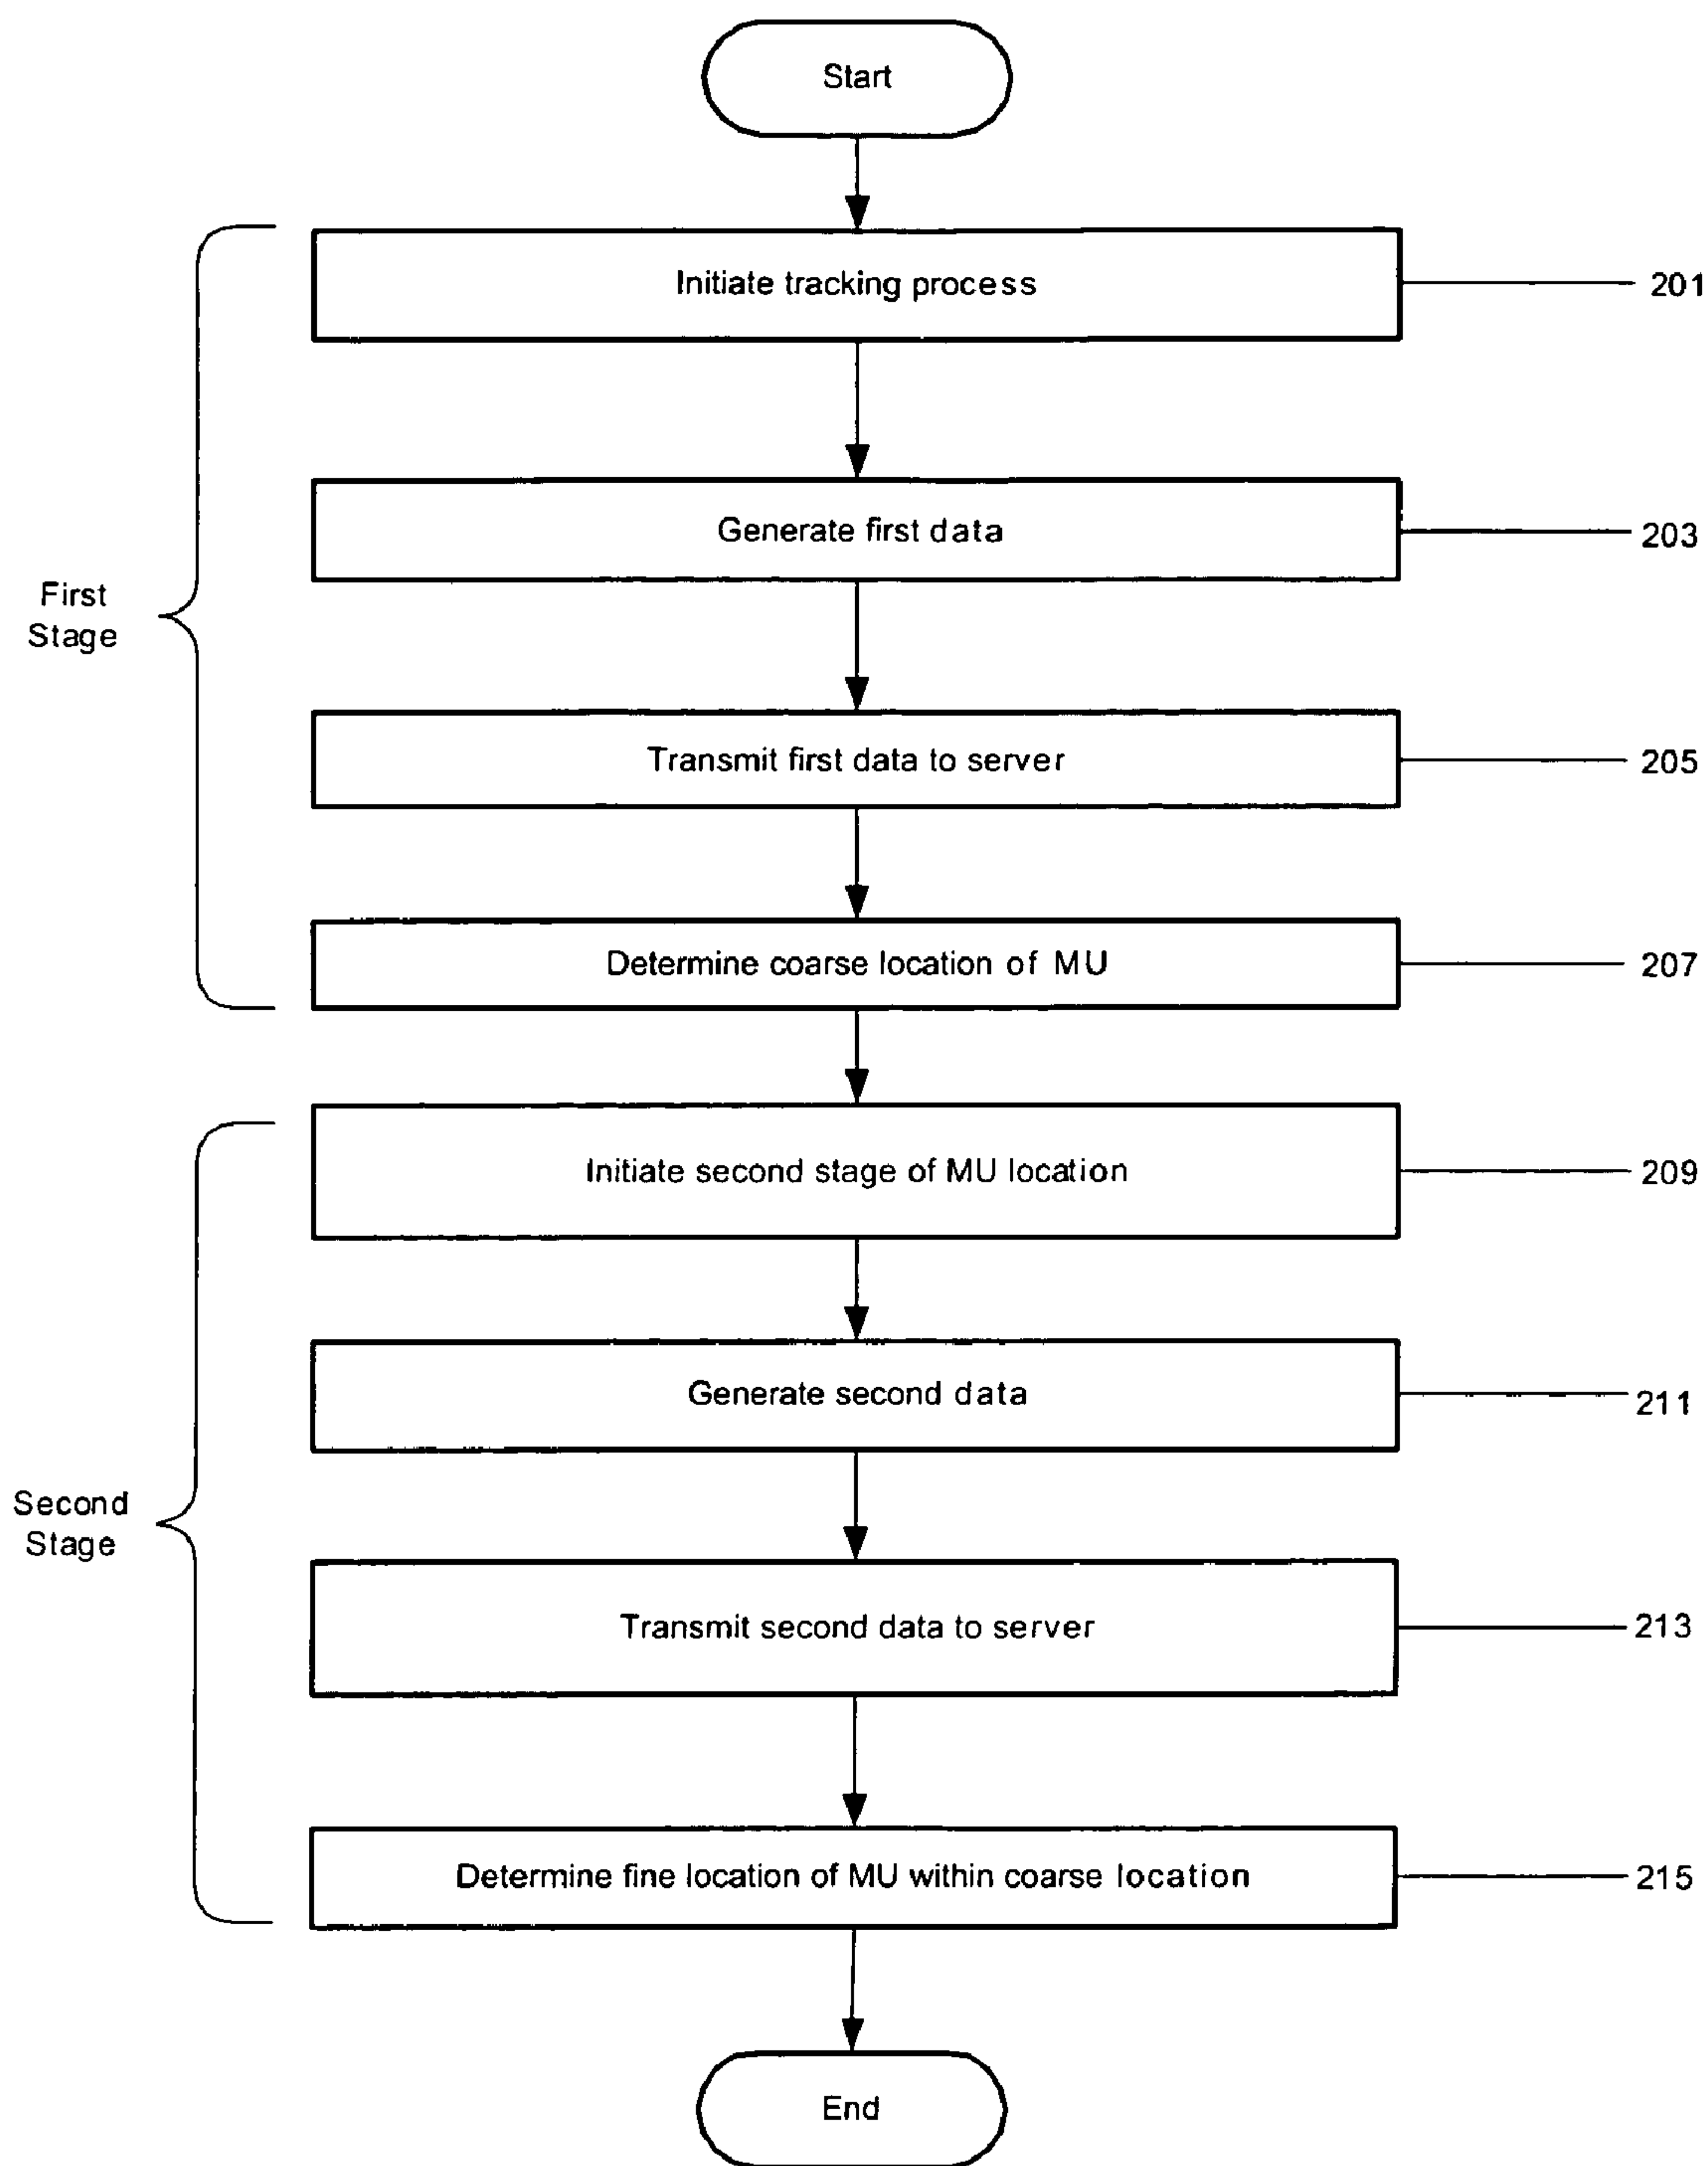 Start
Initiate tracking process
201
Generate first data
203
First
Stage
Transmit first data to server
205
Determine coarse location of MU
207
Initiate second stage of MU location
209
Generate second data
211
Second
Stage
Transmit second data to server
213
Determine fine location of MU within coarse location
215
End